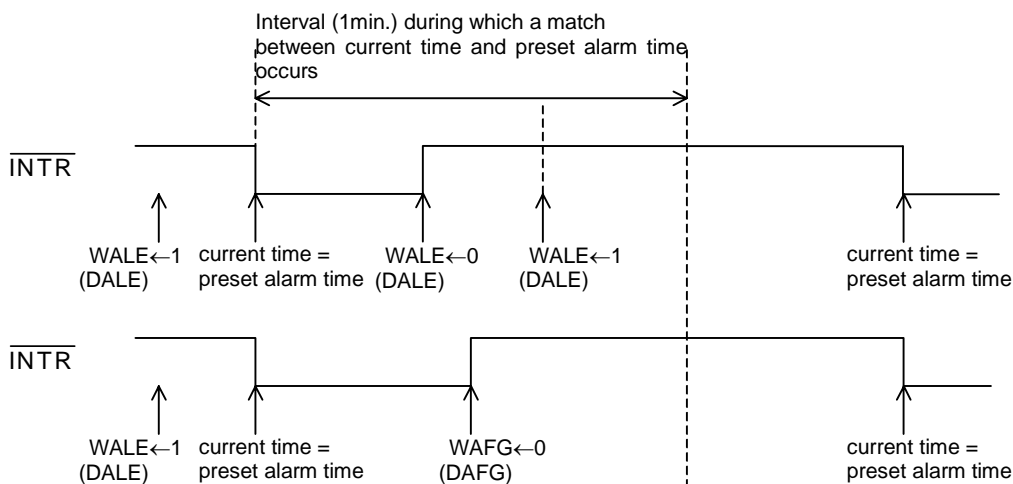 Interval (1min.) during which a match
between current time and preset alarm time
occurs
INTR
WALE←1 current time = WALE←0 WALE←1 current time =
(DALE) preset alarm time (DALE) (DALE) preset alarm time
INTR
WALE←1 current time = WAFG←0 current time =
(DALE) preset alarm time (DAFG) preset alarm time